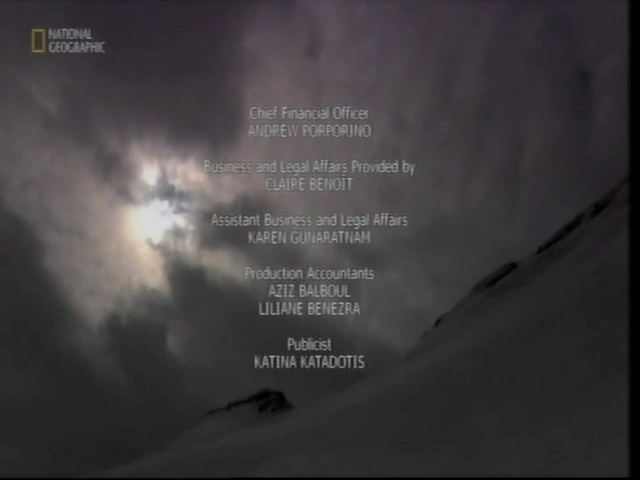 NATIONAL
GEOGRAPHIC
Chief Financial Officer
ANDREW PORPORINO
Business and Legal Affairs Provided by
CLAIRE BENOÎT
Assistant Business and Legal Affairs
KAREN GUNARATNAM
Production Accountants
AZIZ BALBOUL
LILIANE BENEZRA
Publicist
KATINA KATADOTIS